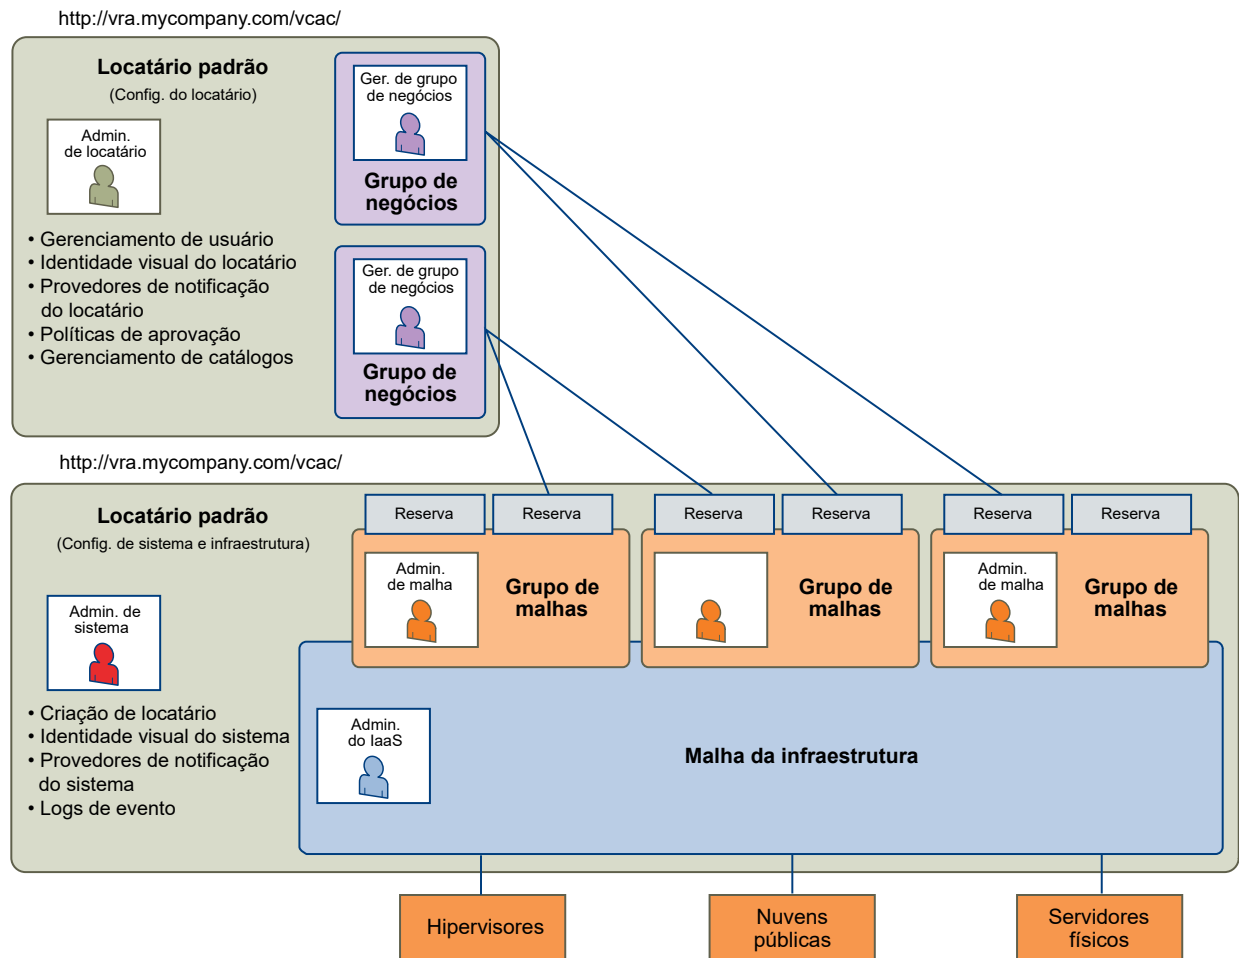 http://vra.mycompany.com/vcac/
Locatário padrão
(Config. do locatário)
Admin.
de locatário
• Gerenciamento de usuário
• Identidade visual do locatário
• Provedores de notificação
do locatário
• Políticas de aprovação
• Gerenciamento de catálogos
Ger. de grupo
de negócios
Grupo de
negócios
Ger. de grupo
de negócios
Grupo de
negócios
http://vra.mycompany.com/vcac/
Locatário padrão
(Config. de sistema e infraestrutura)
Admin. de
sistema
• Criação de locatário
• Identidade visual do sistema
• Provedores de notificação
do sistema
• Logs de evento
Reserva
Reserva
Reserva
Reserva
Reserva
Reserva
Admin.
de malha
Grupo de
malhas
Grupo de
malhas
Admin.
de malha
Grupo de
malhas
Admin.
do IaaS
Malha da infraestrutura
Hipervisores
Nuvens
públicas
Servidores
físicos